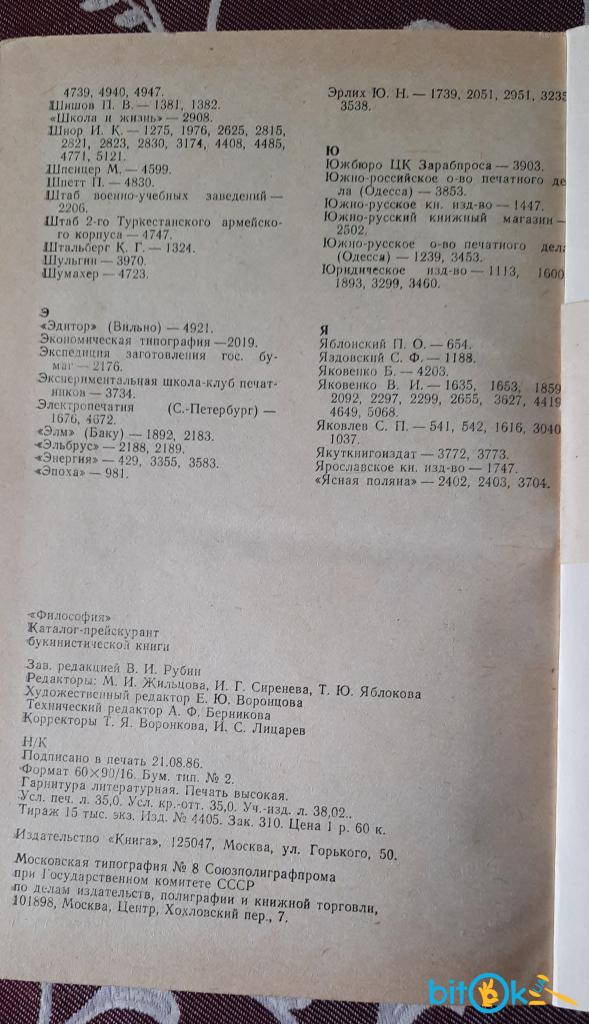 4739, 4940, 4947.
Шишов П. В. — 1381, 1382.
«Школа и жизнь» — 2908.
Шнор И. К. — 1275, 1976, 2625, 2815,
2821, 2823, 2830, 3174, 4408, 4485,
4771, 5121.
Шпенцер М. — 4599.
Шпетт П. — 4830.
Штаб военно-учебных заведений —
2206.
Штаб 2-го Туркестанского армейско-
го корпуса — 4747.
Штальберг К. Г. — 1324.
Шульгин — 3970.
Шумахер — 4723.
Э
«Эдитор» (Вильно) — 4921.
Экономическая типография —2019.
Экспедиция заготовления гос. бу-
маг — 2176.
Экспериментальная школа-клуб печат-
ников — 3734.
Электропечатия (С.-Петербург) —
1676, 4672.
«Элм» (Баку) — 1892, 2183.
«Эльбрус» — 2188, 2189.
«Энергия» — 429, 3355, 3583.
«Эпоха» — 981.
Эрлих Ю. Н. — 1739, 2051, 2951, 3235
3538.
Ю
Южбюро ЦК Зарабпроса — 3903.
Южно-российское о-во печатного де
ла (Одесса) — 3853.
Южно-русское кн. изд-во — 1447.
Южно-русский книжный магазин —
2502.
Южно-русское о-во печатного дела
(Одесса) — 1239, 3453.
Юридическое изд-во — 1113, 1600
1893, 3299, 3460.
Я
Яблонский П. О. — 654.
Яздовский С. Ф. — 1188.
Яковенко Б. — 4203.
Яковенко В. И. — 1635, 1653, 1859
2092, 2297, 2299, 2655, 3627, 4419
4649, 5068.
Яковлев С. П. — 541, 542, 1616, 3040
1037.
Якуткнигоиздат — 3772, 3773.
Ярославское кн. изд-во — 1747.
«Ясная поляна» — 2402, 2403, 3704.
«Философия»
Каталог-прейскурант
букинистической книги
Зав. редакцией В. И. Рубин
Редакторы: М. И. Жильцова, И. Г. Сиренева, Т. Ю. Яблокова
Художественный редактор Е. Ю. Воронцова
Технический редактор А. Ф. Берникова
Корректоры Т. Я. Воронкова, И. С. Лицарев
Н/К
Подписано в печать 21.08.86.
Формат 60×90/16. Бум. тип. № 2.
Гарнитура литературная. Печать высокая.
Усл. печ. л. 35,0. Усл. кр.-отт. 35,0. Уч.-изд. л. 38,02..
Тираж 15 тыс. экз. Изд. № 4405. Зак. 310. Цена 1 р. 60 к.
Издательство «Книга», 125047, Москва, ул. Горького, 50.
Московская типография № 8 Союзполиграфпрома
при Государственном комитете СССР
по делам издательств, полиграфии и книжной торговли,
101898, Москва, Центр, Хохловский пер., 7.
bitOk